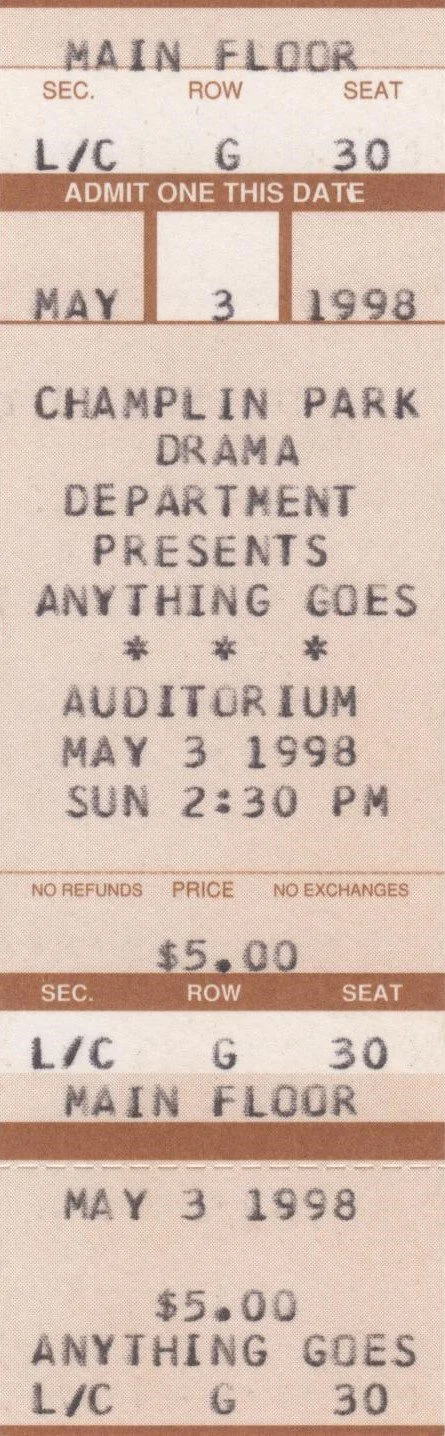 MAIN FLOOR
SEC. ROW SEAT
L/C G 30
ADMIT ONE THIS DATE
MAY 3 1998
CHAMPLIN PARK
DRAMA
DEPARTMENT
PRESENTS
ANYTHING GOES
* * *
AUDITORIUM
MAY 3 1998
SUN 2:30 PM
NO REFUNDS PRICE NO EXCHANGES
$5.00
SEC. ROW SEAT
L/C G 30
MAIN FLOOR
MAY 3 1998
$5.00
ANYTHING GOES
L/C G 30